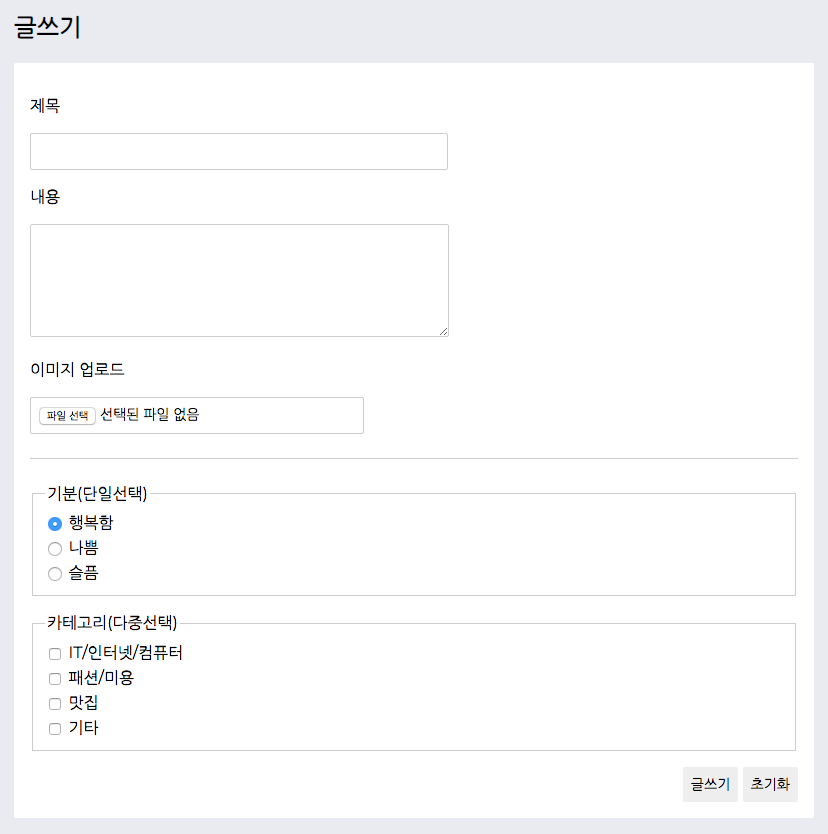 글쓰기
제목
내용
이미지 업로드
파일 선택 선택된 파일 없음
기분(단일선택)
행복함
나쁨
슬픔
카테고리(다중선택)
IT/인터넷/컴퓨터
패션/미용
맛집
기타
글쓰기 초기화